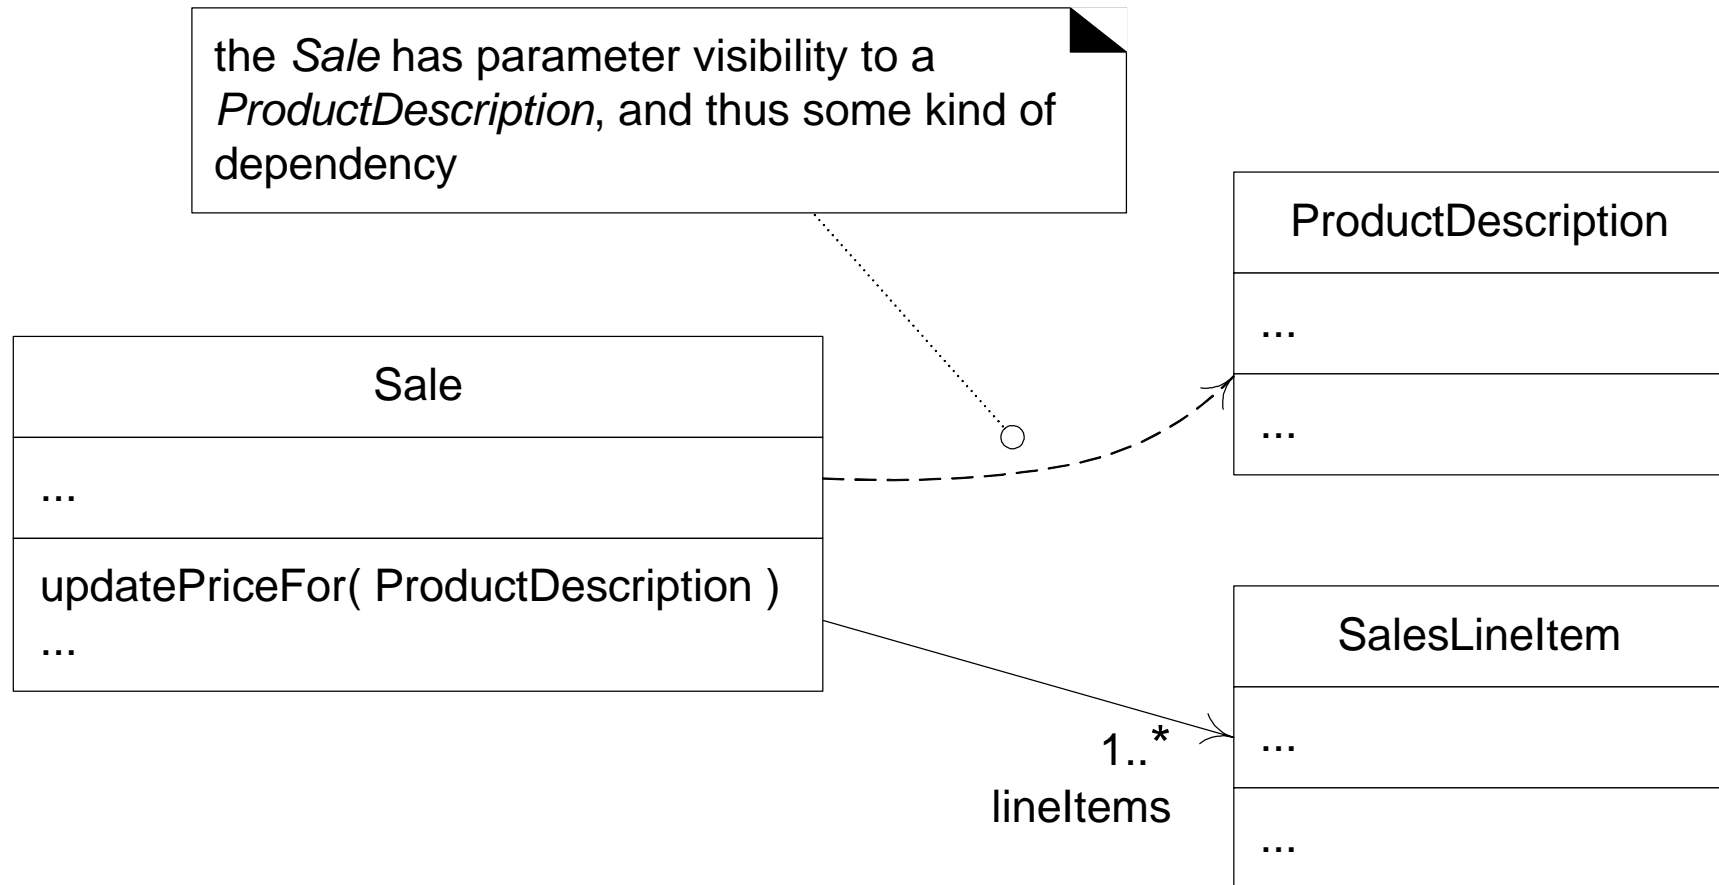 the Sale has parameter visibility to a
ProductDescription, and thus some kind of
dependency
ProductDescription
...
...
Sale
...
updatePriceFor( ProductDescription )
...
SalesLineItem
...
...
1..*
lineItems